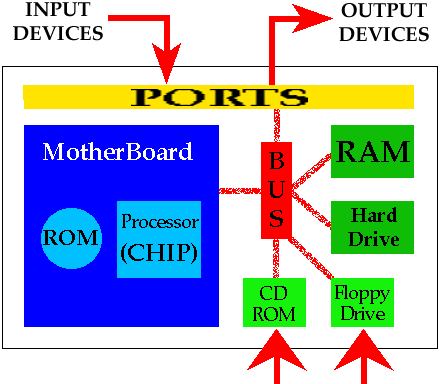 INPUT
DEVICES
OUTPUT
DEVICES
PORTS
MotherBoard
ROM
Processor
(CHIP)
B
U
S
RAM
Hard
Drive
CD
ROM
Floppy
Drive